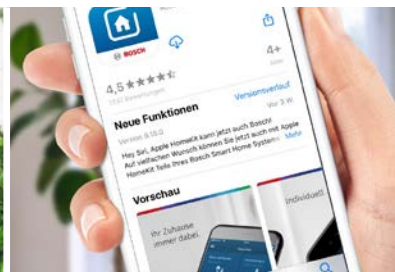 BOSCH
4,5 ★★★★☆
4+
Neue Funktionen
Versionsverlauf
Version 9.15.0
Vor 3 W.
Hey Siri, Apple HomeKit kann jetzt auch Bosch!
Auf vielfachen Wunsch können Sie jetzt auch mit Apple
HomeKit Teile Ihres Bosch Smart Home Systems
Mehr
Vorschau
Ihr Zuhause
immer dabei.
Individuell